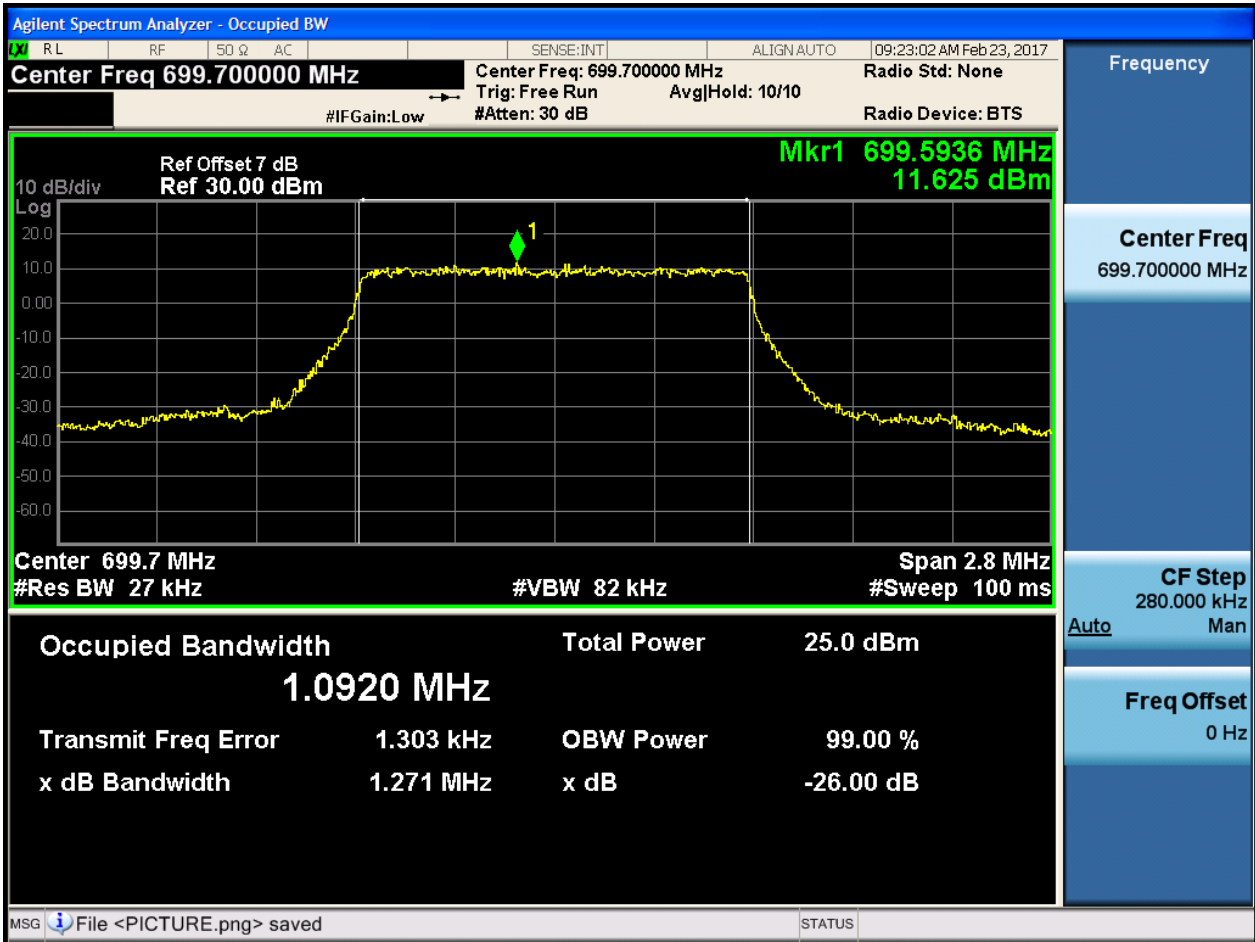 Agilent Spectrum Analyzer - Occupied BW
LXI RL RF 50 Ω AC SENSE:INT ALIGN AUTO 09:23:02 AM Feb 23, 2017
Center Freq 699.700000 MHz
Center Freq: 699.700000 MHz
Radio Std: None
Trig: Free Run Avg|Hold: 10/10
#IFGain:Low
#Atten: 30 dB
Radio Device: BTS
Mkr1 699.5936 MHz
11.625 dBm
Ref Offset 7 dB
10 dB/div Ref 30.00 dBm
Log
20.0
10.0
0.00
-10.0
-20.0
-30.0
-40.0
-50.0
-60.0
1
Center 699.7 MHz Span 2.8 MHz
#Res BW 27 kHz #VBW 82 kHz #Sweep 100 ms
Occupied Bandwidth Total Power 25.0 dBm
1.0920 MHz
Transmit Freq Error 1.303 kHz OBW Power 99.00 %
x dB Bandwidth 1.271 MHz x dB -26.00 dB
Frequency
Center Freq
699.700000 MHz
CF Step
280.000 kHz
Auto Man
Freq Offset
0 Hz
MSG File <PICTURE.png> saved STATUS